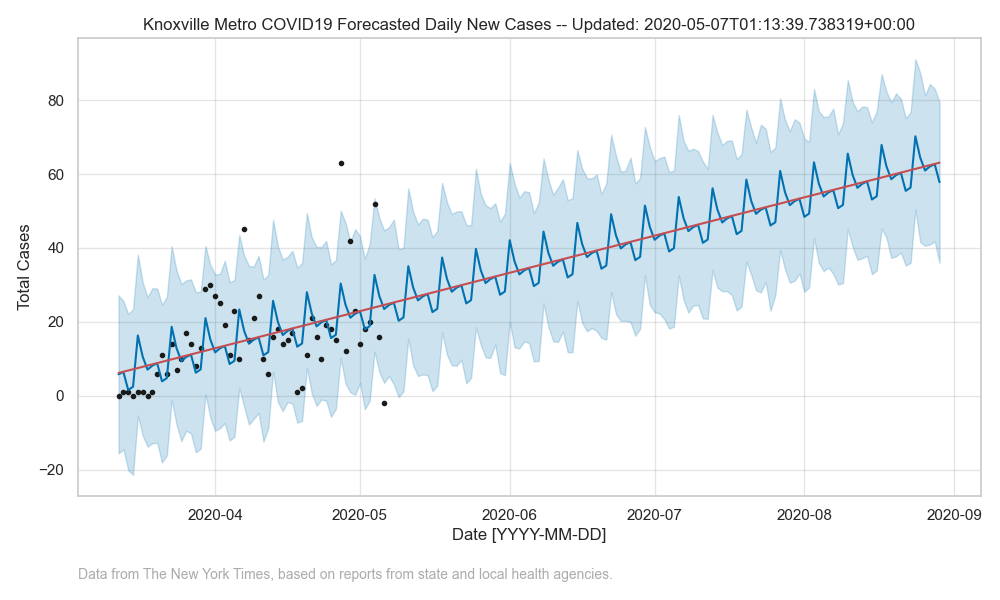 Knoxville Metro COVID19 Forecasted Daily New Cases -- Updated: 2020-05-07T01:13:39.738319+00:00
Total Cases
80
60
40
20
0
−20
2020-04 2020-05 2020-06 2020-07 2020-08 2020-09
Date [YYYY-MM-DD]
Data from The New York Times, based on reports from state and local health agencies.